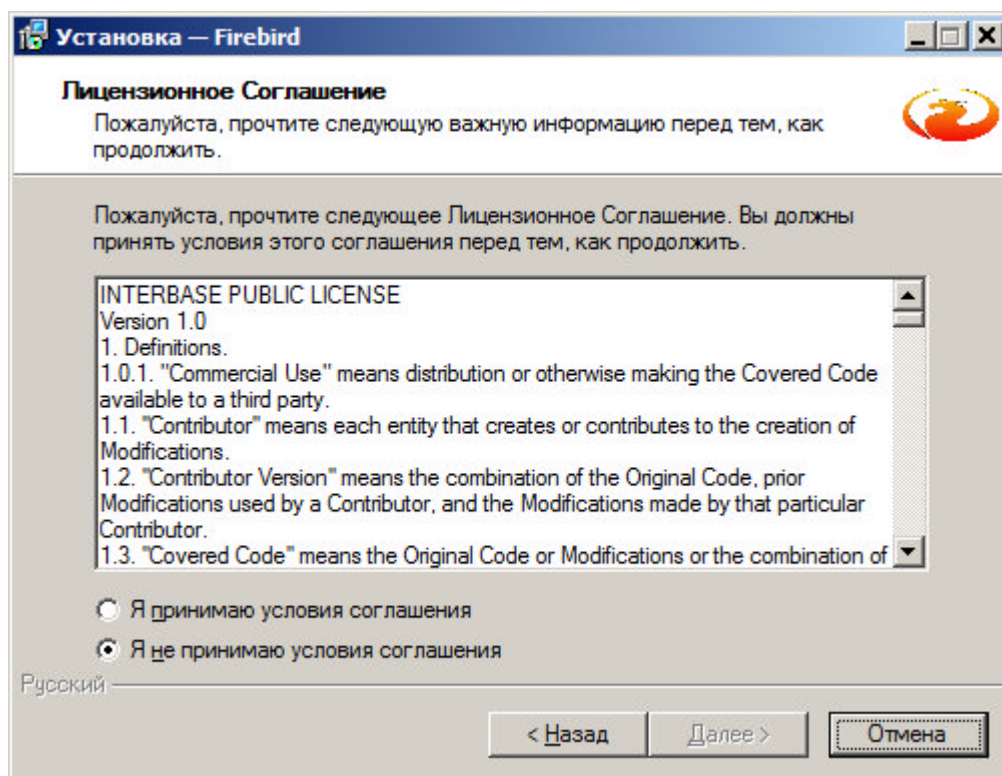 Установка — Firebird
Лицензионное Соглашение
Пожалуйста, прочтите следующую важную информацию перед тем, как
продолжить.
Пожалуйста, прочтите следующее Лицензионное Соглашение. Вы должны
принять условия этого соглашения перед тем, как продолжить.
INTERBASE PUBLIC LICENSE
Version 1.0
1. Definitions.
1.0.1. "Commercial Use" means distribution or otherwise making the Covered Code
available to a third party.
1.1. "Contributor" means each entity that creates or contributes to the creation of
Modifications.
1.2. "Contributor Version" means the combination of the Original Code, prior
Modifications used by a Contributor, and the Modifications made by that particular
Contributor.
1.3. "Covered Code" means the Original Code or Modifications or the combination of
Я принимаю условия соглашения
Я не принимаю условия соглашения
Русский
< Назад
Далее >
Отмена